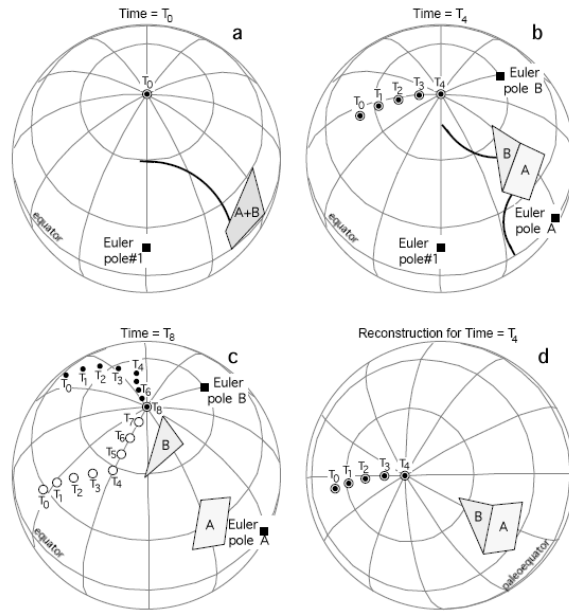 Time = T0
a
T0
A+B
equator
Euler
pole#1
Time = T4
b
T0
T1
T2
T3
T4
Euler
pole B
B
A
Euler
pole A
Euler
pole#1
equator
Time = T8
c
T0
T1
T2
T3
T4
T6
T8
Euler
pole B
T7
T6
T5
T4
T3
T2
T1
T0
B
A
Euler
pole A
equator
Reconstruction for Time = T4
d
T0
T1
T2
T3
T4
B
A
paleoequator